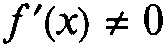 f′(x) ≠ 0